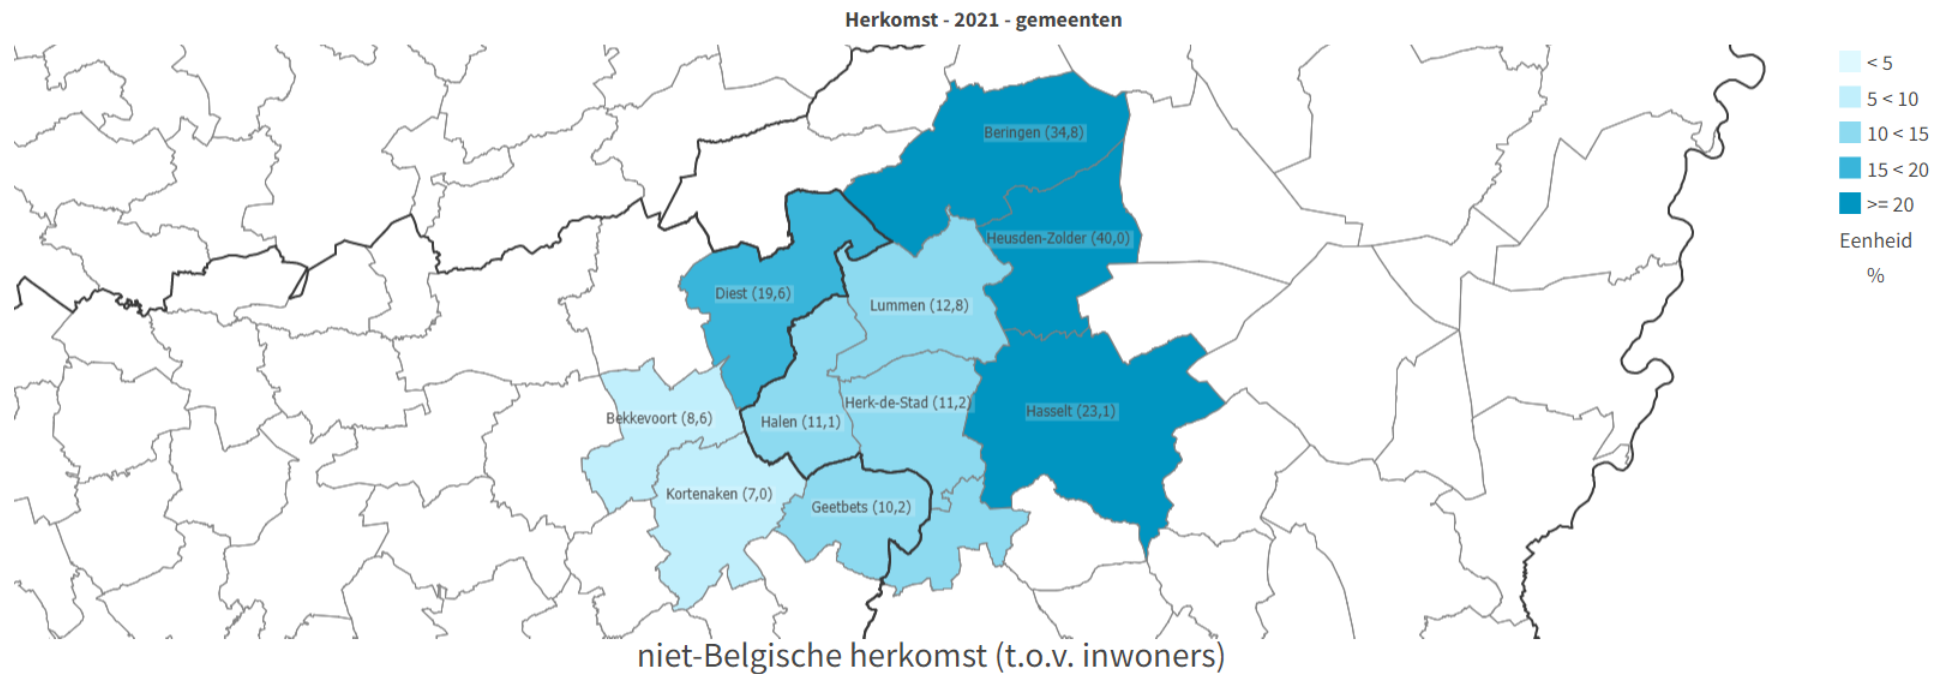 Herkomst - 2021 - gemeenten
< 5
5 < 10
10 < 15
15 < 20
>= 20
Eenheid
%
Beringen (34,8)
Heusden-Zolder (40,0)
Diest (19,6)
Lummen (12,8)
Herk-de-Stad (11,2)
Hasselt (23,1)
Bekkevoort (8,6)
Halen (11,1)
Kortenaken (7,0)
Geetbets (10,2)
niet-Belgische herkomst (t.o.v. inwoners)